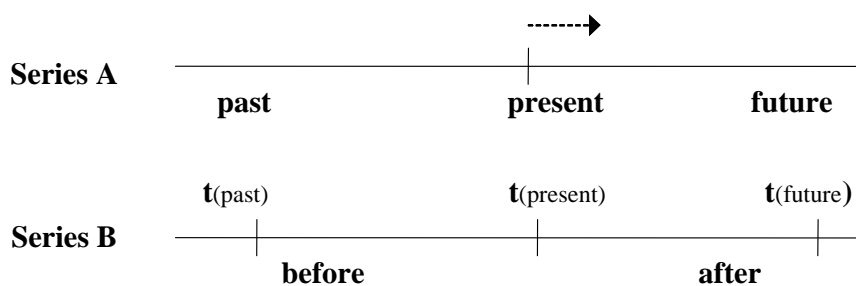 Series A
past present future
t(past) t(present) t(future)
Series B
before after